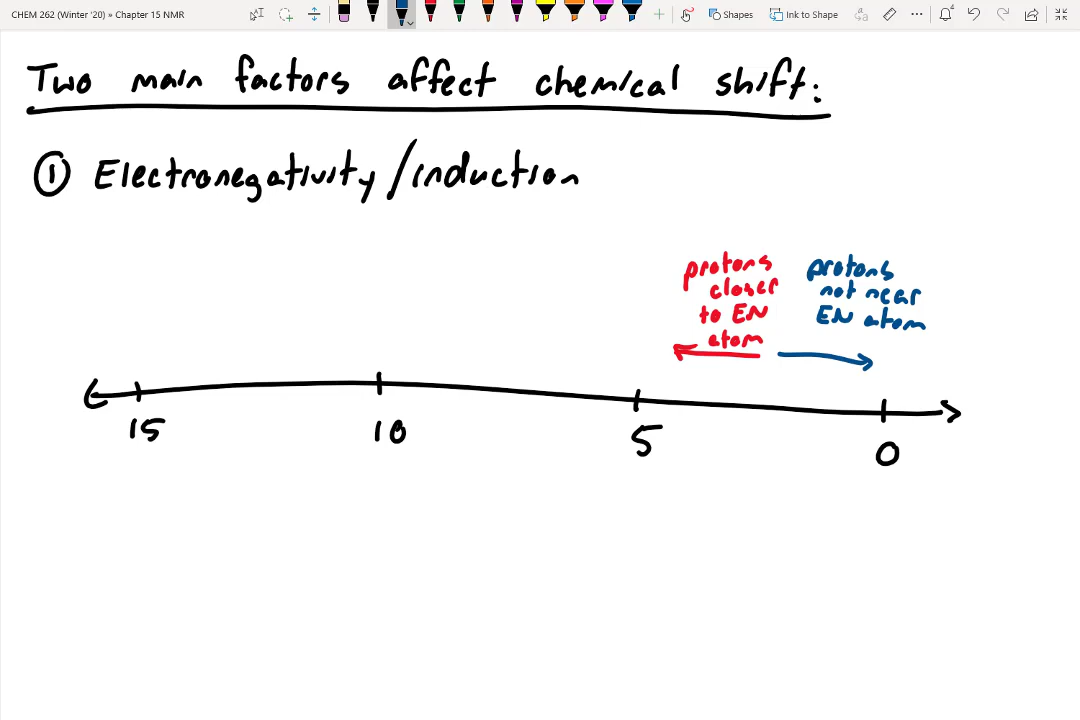 CHEM 262 (Winter '20) » Chapter 15 NMR
Shapes
Ink to Shape
4
Two main factors affect chemical shift:
① Electronegativity/induction
protons
closer
to EN
atom
protons
not near
EN atom
15 10 5 0